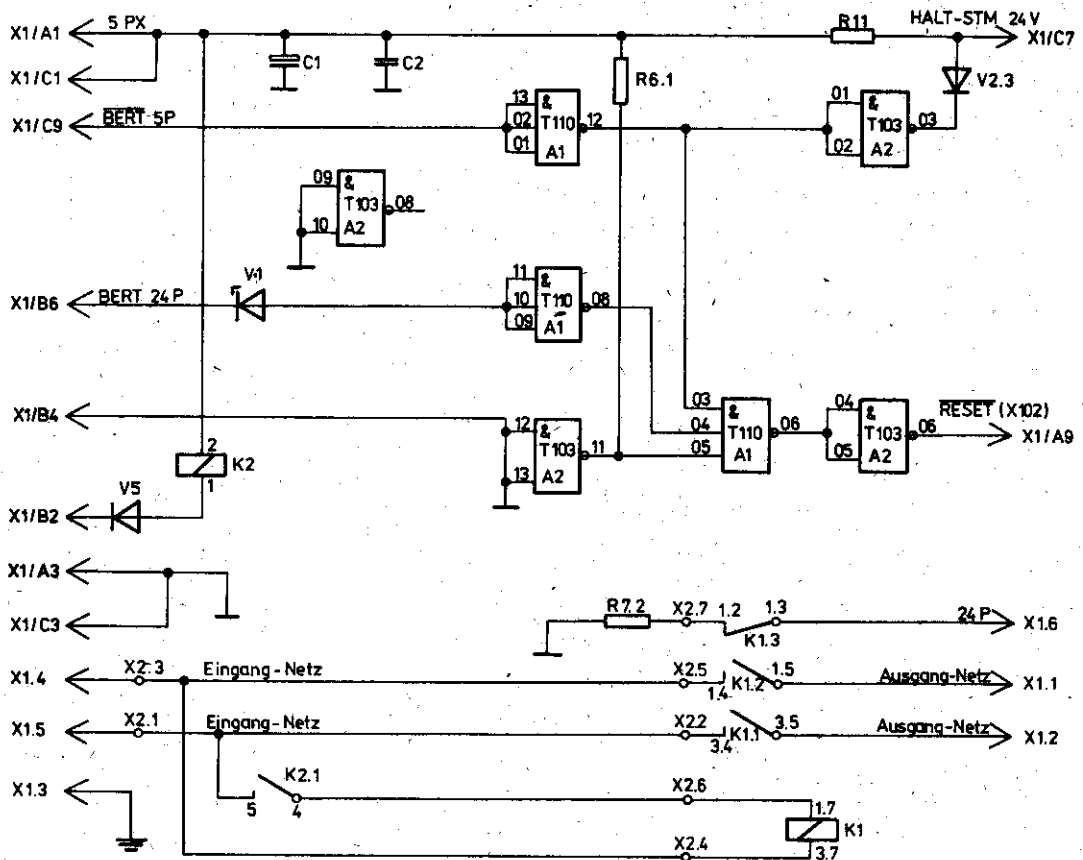 X1/A1 5 PX R11 HALT-STM 24V X1/C7
X1/C1 C1 C2 R6.1 V2.3
X1/C9 BERT 5P
13 & 02 T110 12 01 A1
01 & T103 03 02 A2
09 & T103 08 10 A2
X1/B6 BERT 24P V1
11 & 10 T110 08 09 A1
X1/B4
12 & T103 11 13 A2
03 & 04 T110 06 05 A1
04 & T103 06 05 A2
RESET (X102) X1/A9
2 K2 1
X1/B2 V5
X1/A3
X1/C3
R7.2 X2.7 1.2 1.3 K1.3 24P X1.6
X1.4 X2.3 Eingang-Netz X2.5 1.4 K1.2 1.5 Ausgang-Netz X1.1
X1.5 X2.1 Eingang-Netz X2.2 3.4 K1.1 3.5 Ausgang-Netz X1.2
X1.3 5 K2.1 4 X2.6 1.7 K1
X2.4 3.7